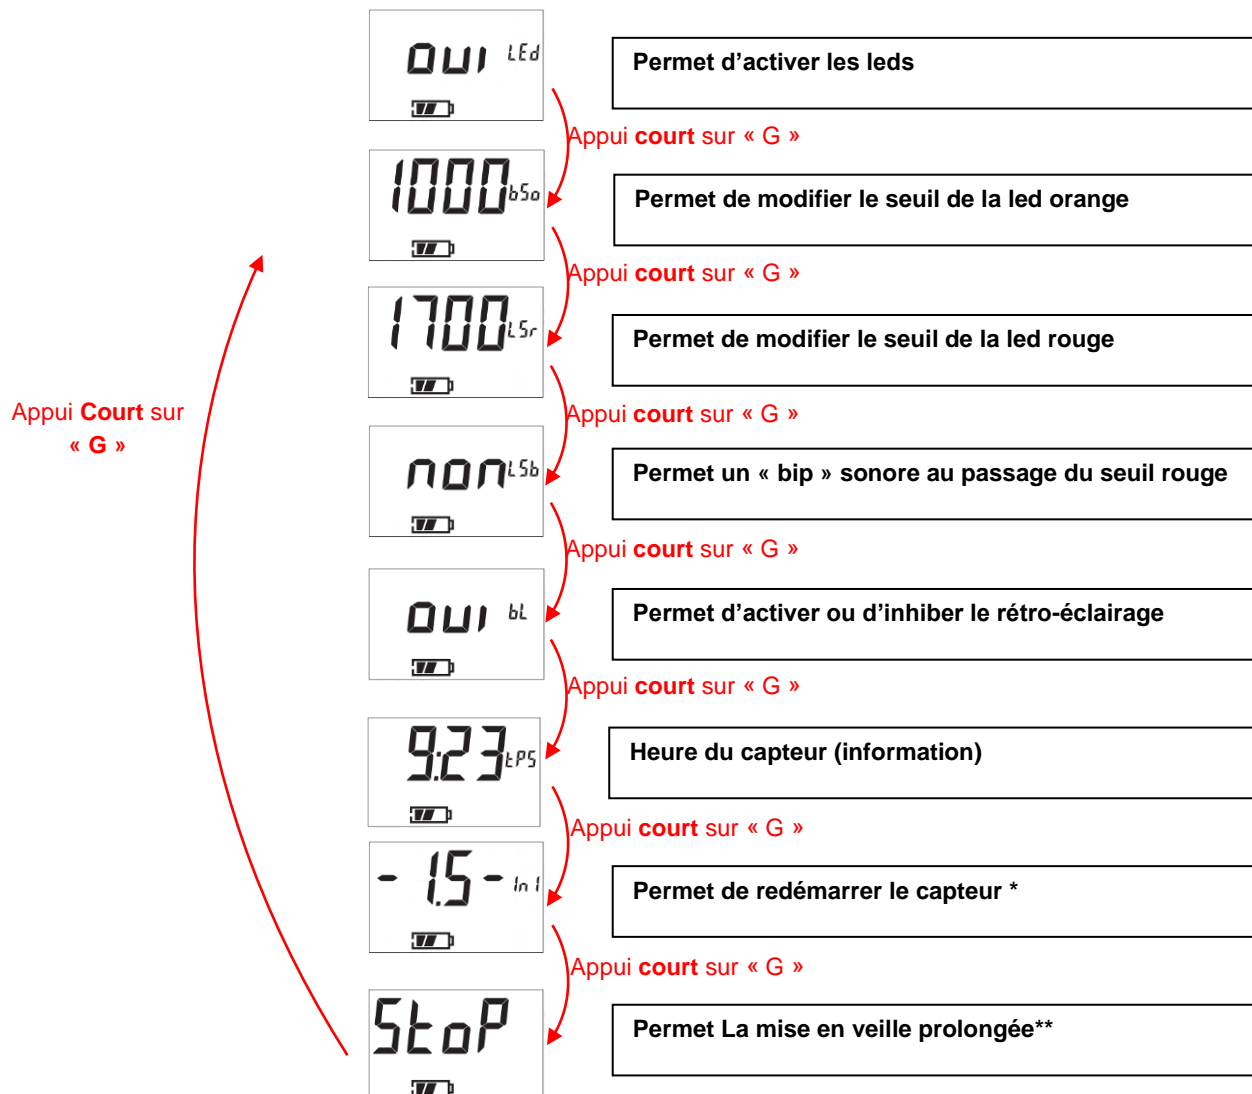 OUI LEd
Permet d'activer les leds
Appui court sur « G »
1000 bSo
Permet de modifier le seuil de la led orange
Appui court sur « G »
1700 LSr
Permet de modifier le seuil de la led rouge
Appui court sur « G »
Appui Court sur
« G »
non LSb
Permet un « bip » sonore au passage du seuil rouge
Appui court sur « G »
OUI bL
Permet d'activer ou d'inhiber le rétro-éclairage
Appui court sur « G »
9:23 tPS
Heure du capteur (information)
Appui court sur « G »
- 1.5 - InI
Permet de redémarrer le capteur *
Appui court sur « G »
StoP
Permet La mise en veille prolongée**